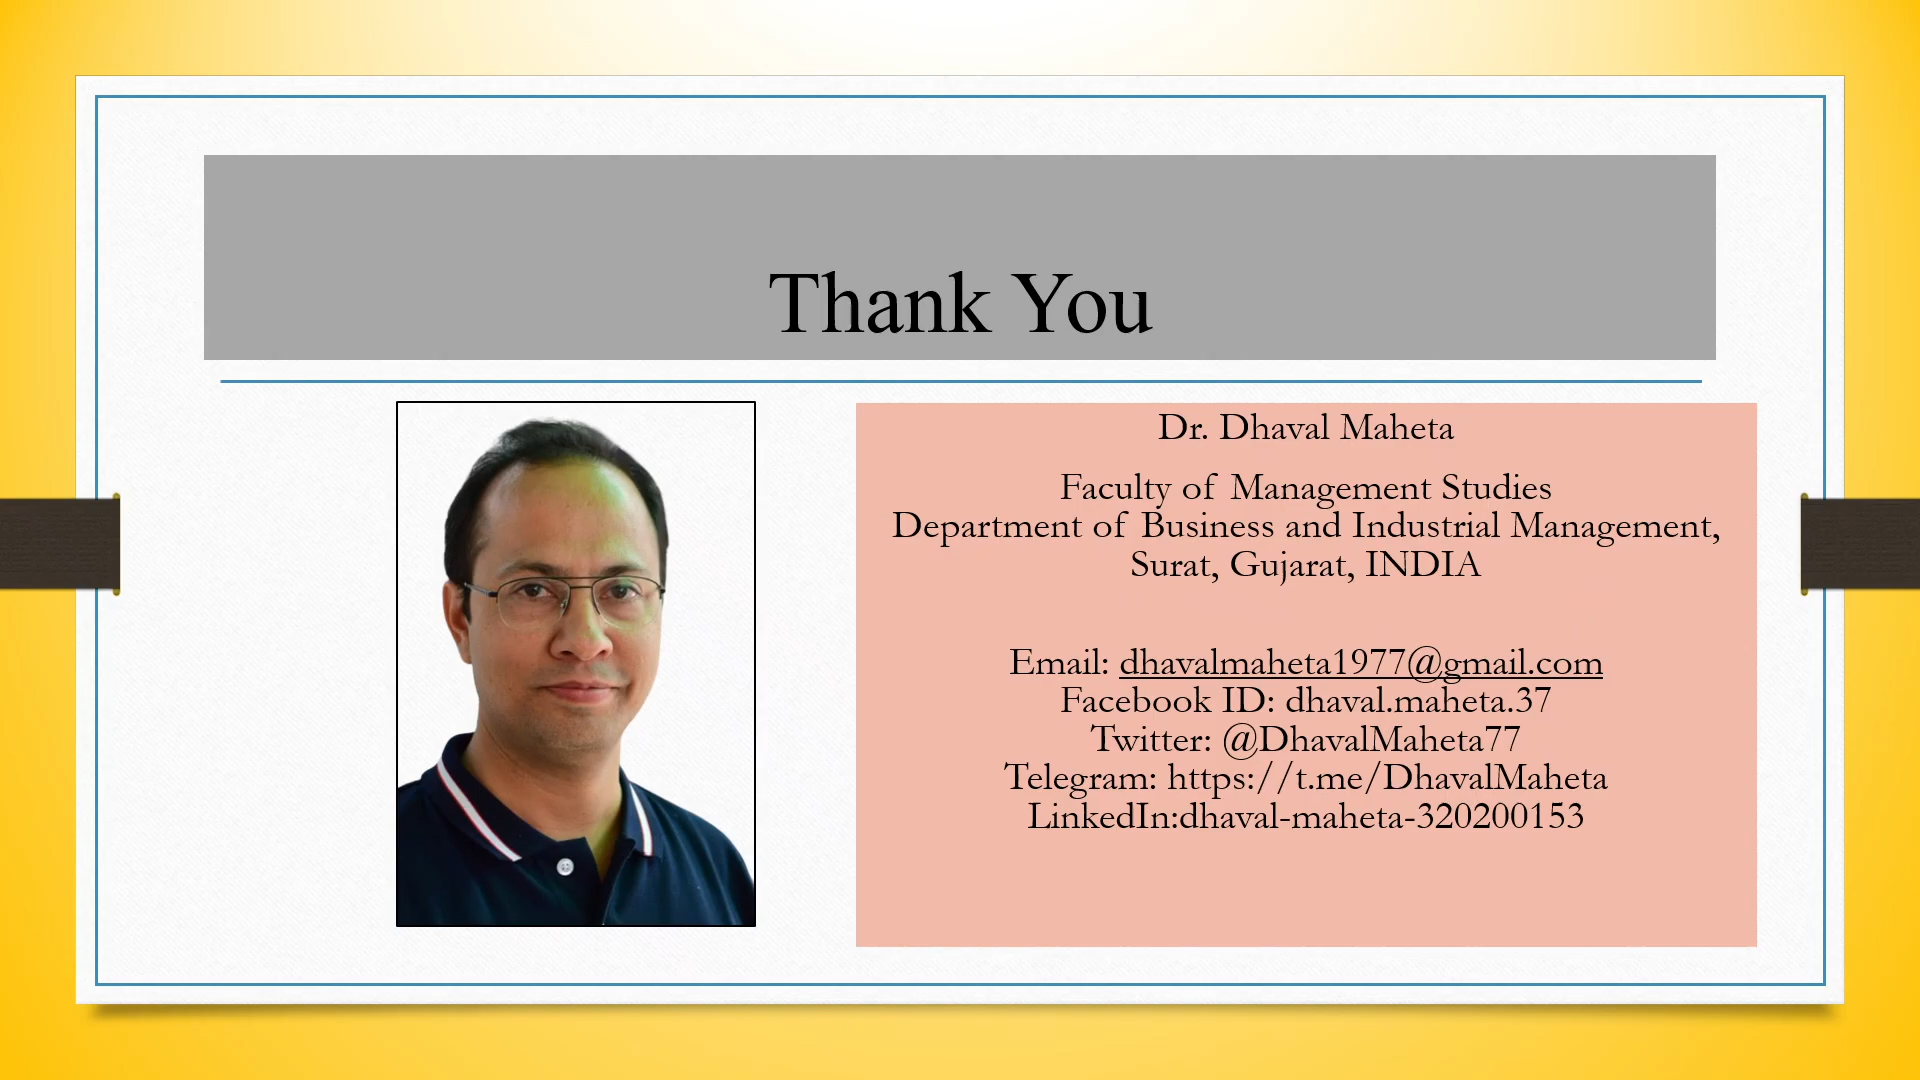 Thank You
Dr. Dhaval Maheta
Faculty of Management Studies
Department of Business and Industrial Management,
Surat, Gujarat, INDIA
Email: dhavalmaheta1977@gmail.com
Facebook ID: dhaval.maheta.37
Twitter: @DhavalMaheta77
Telegram: https://t.me/DhavalMaheta
LinkedIn:dhaval-maheta-320200153